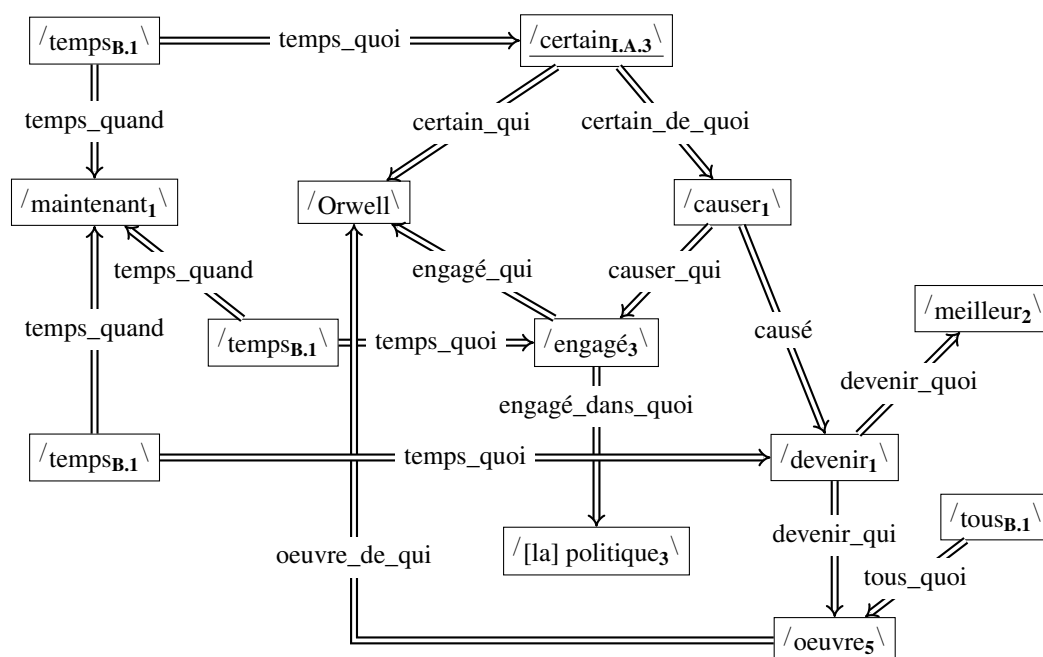 /temps B.1\ temps_quoi /certain I.A.3\
temps_quand certain_qui certain_de_quoi
/maintenant 1\ /Orwell\ /causer 1\
temps_quand engagé_qui causer_qui
temps_quand /temps B.1\ temps_quoi /engagé 3\ causé /meilleur 2\
engagé_dans_quoi devenir_quoi
/temps B.1\ temps_quoi /devenir 1\
oeuvre_de_qui /[la] politique 3\ devenir_qui /tous B.1\
tous_quoi
/oeuvre 5\